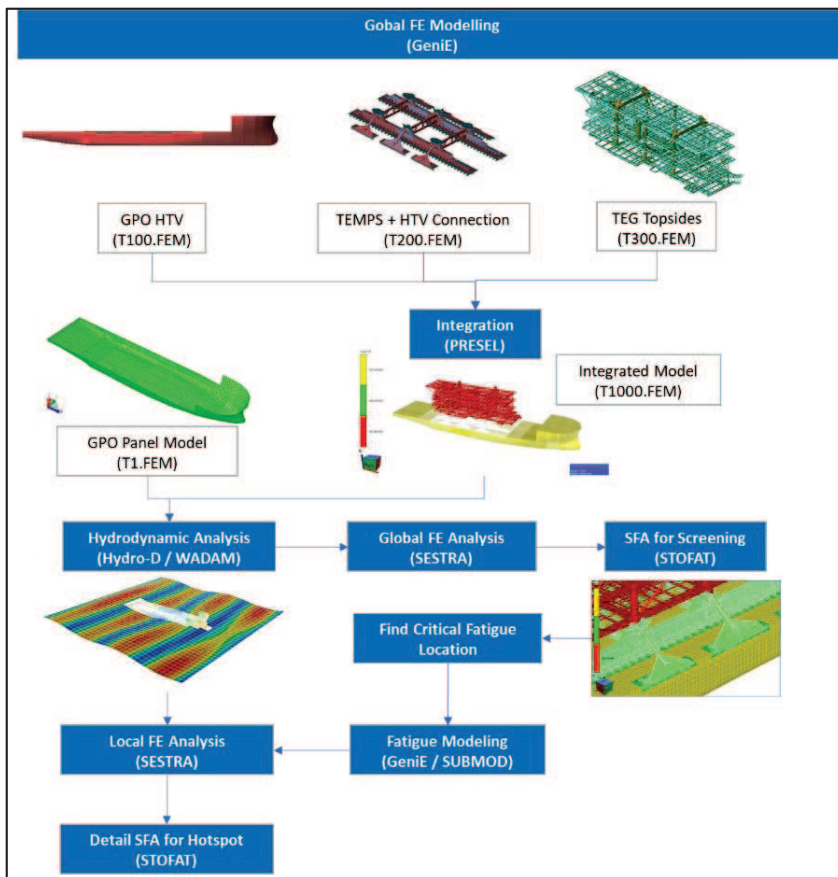 Gobal FE Modelling
(GeniE)
GPO HTV
(T100.FEM)
TEMPS + HTV Connection
(T200.FEM)
TEG Topsides
(T300.FEM)
Integration
(PRESEL)
Integrated Model
(T1000.FEM)
GPO Panel Model
(T1.FEM)
Hydrodynamic Analysis
(Hydro-D / WADAM)
Global FE Analysis
(SESTRA)
SFA for Screening
(STOFAT)
Find Critical Fatigue
Location
Local FE Analysis
(SESTRA)
Fatigue Modeling
(GeniE / SUBMOD)
Detail SFA for Hotspot
(STOFAT)